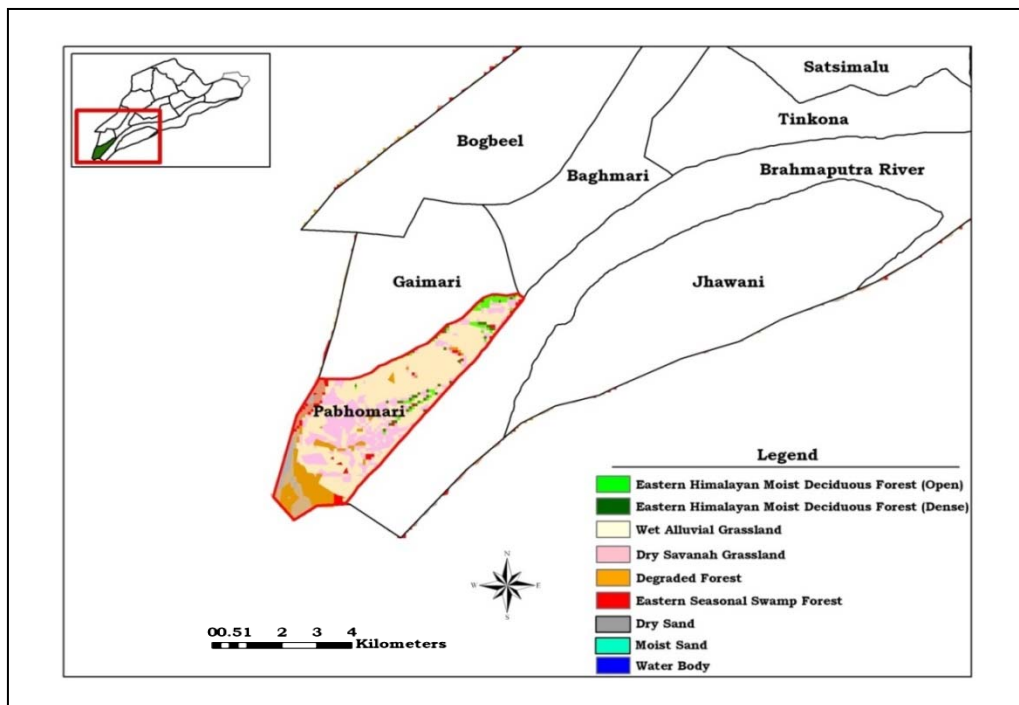 Satsimalu
Tinkona
Bogbeel
Baghmari
Brahmaputra River
Gaimari
Jhawani
Pabhomari
Legend
Eastern Himalayan Moist Deciduous Forest (Open)
Eastern Himalayan Moist Deciduous Forest (Dense)
Wet Alluvial Grassland
Dry Savanah Grassland
Degraded Forest
Eastern Seasonal Swamp Forest
Dry Sand
Moist Sand
Water Body
N
W E
S
00.51 2 3 4
Kilometers